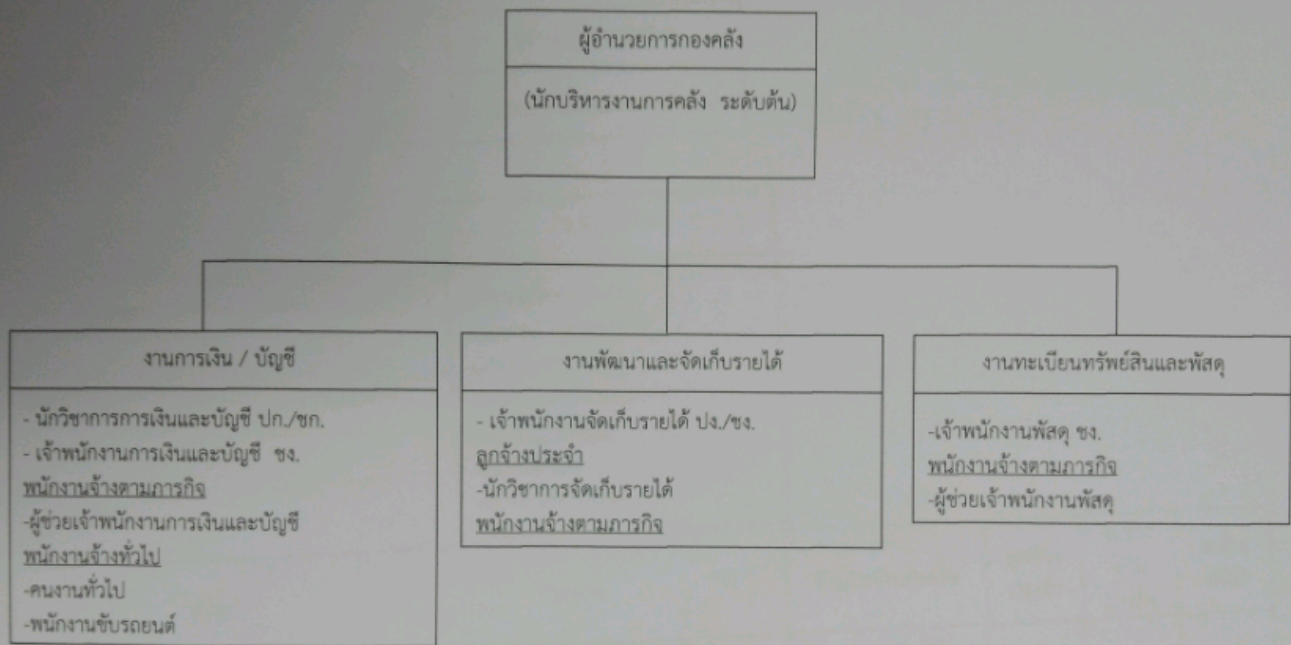 ผู้อำนวยการกองคลัง
(นักบริหารงานการคลัง ระดับต้น)
งานการเงิน / บัญชี
- นักวิชาการการเงินและบัญชี ปก./ชก.
- เจ้าพนักงานการเงินและบัญชี ชง.
พนักงานจ้างตามภารกิจ
-ผู้ช่วยเจ้าพนักงานการเงินและบัญชี
พนักงานจ้างทั่วไป
-คนงานทั่วไป
-พนักงานขับรถยนต์
งานพัฒนาและจัดเก็บรายได้
- เจ้าพนักงานจัดเก็บรายได้ ปง./ชง.
ลูกจ้างประจำ
-นักวิชาการจัดเก็บรายได้
พนักงานจ้างตามภารกิจ
งานทะเบียนทรัพย์สินและพัสดุ
-เจ้าพนักงานพัสดุ ชง.
พนักงานจ้างตามภารกิจ
-ผู้ช่วยเจ้าพนักงานพัสดุ